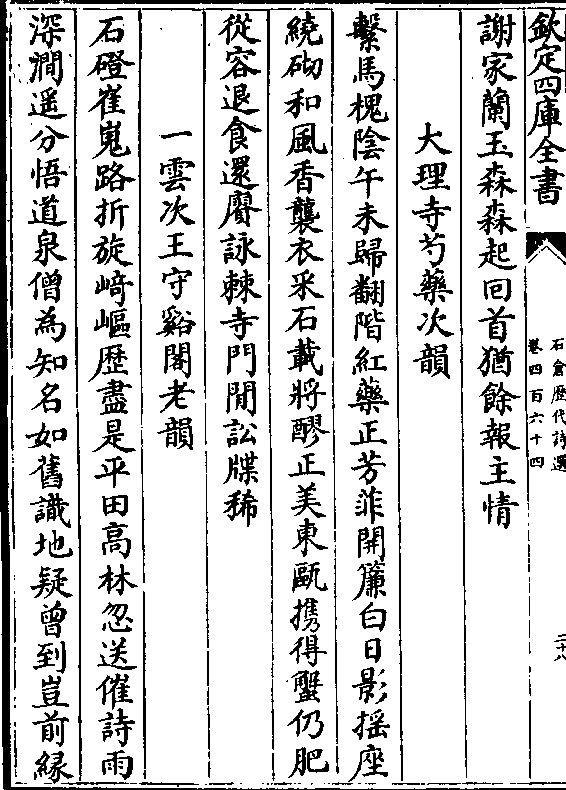 欽定四庫全書
石倉歷代詩選
卷四百六十四
二十八
謝家蘭玉森森起回首猶餘報主情
大理寺芍藥次韻
繫馬槐陰午未歸翻階紅藥正芳菲開簾白日影揺座
繞砌和風香襲衣采石載將醪正美東甌携得蟹仍肥
從容退食還賡詠棘寺門閒訟牒稀
一雲次王守谿閣老韻
石磴崔嵬路折旋﨑嶇歴盡是平田高林忽送催詩雨
深澗遥分悟道泉僧為知名如舊識地疑曾到豈前縁